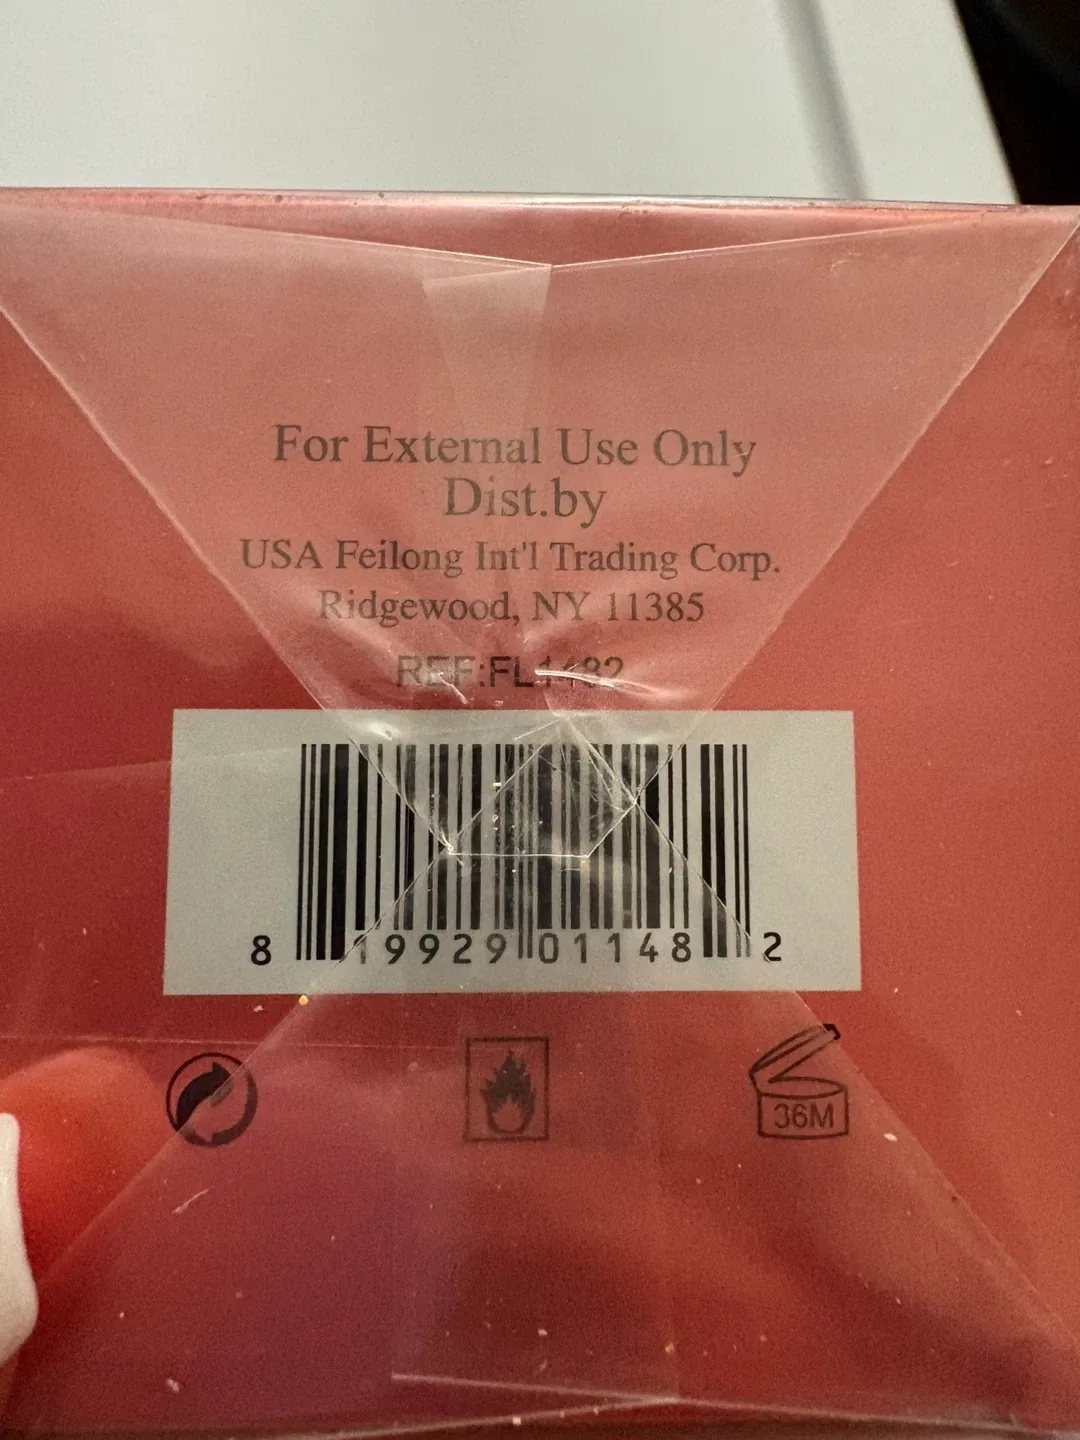 For External Use Only
Dist.by
USA Feilong Int'l Trading Corp.
Ridgewood, NY 11385
8 19929 01148 2
36M